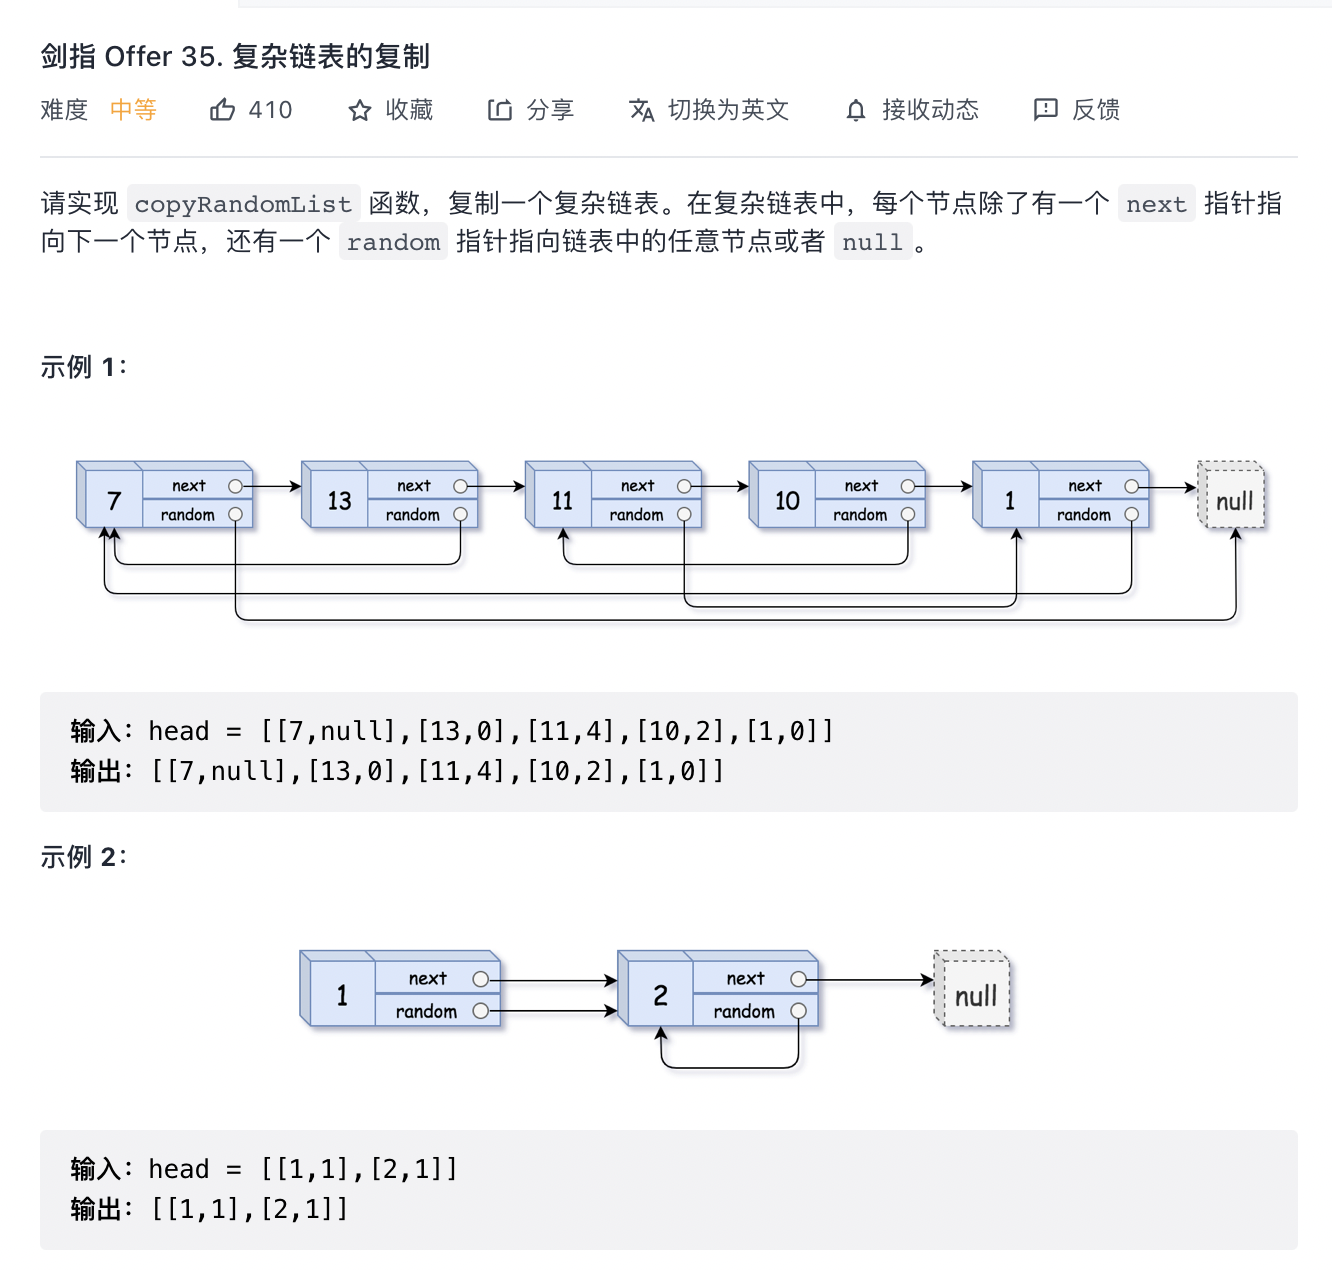 剑指 Offer 35. 复杂链表的复制
难度 中等 410 收藏 分享 切换为英文 接收动态 反馈
请实现 copyRandomList 函数，复制一个复杂链表。在复杂链表中，每个节点除了有一个 next 指针指
向下一个节点，还有一个 random 指针指向链表中的任意节点或者 null 。
示例 1：
7 next random 13 next random 11 next random 10 next random 1 next random null
输入：head = [[7,null],[13,0],[11,4],[10,2],[1,0]]
输出：[[7,null],[13,0],[11,4],[10,2],[1,0]]
示例 2：
1 next random 2 next random null
输入：head = [[1,1],[2,1]]
输出：[[1,1],[2,1]]